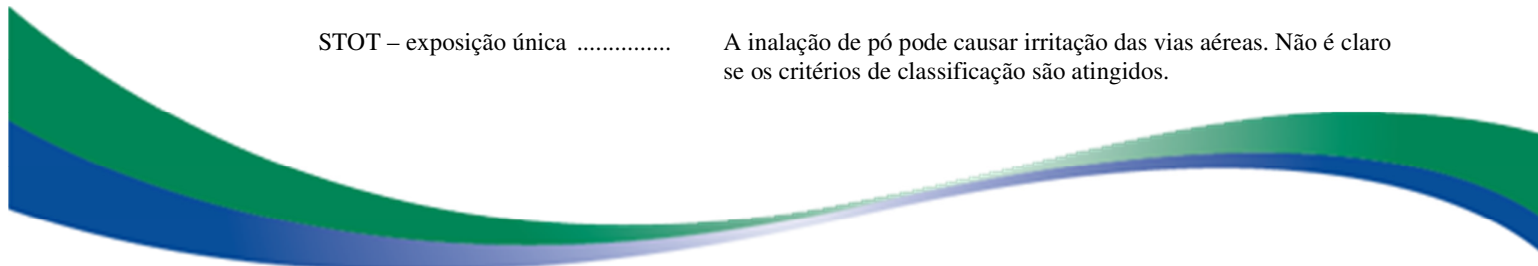 STOT – exposição única ............... A inalação de pó pode causar irritação das vias aéreas. Não é claro
se os critérios de classificação são atingidos.